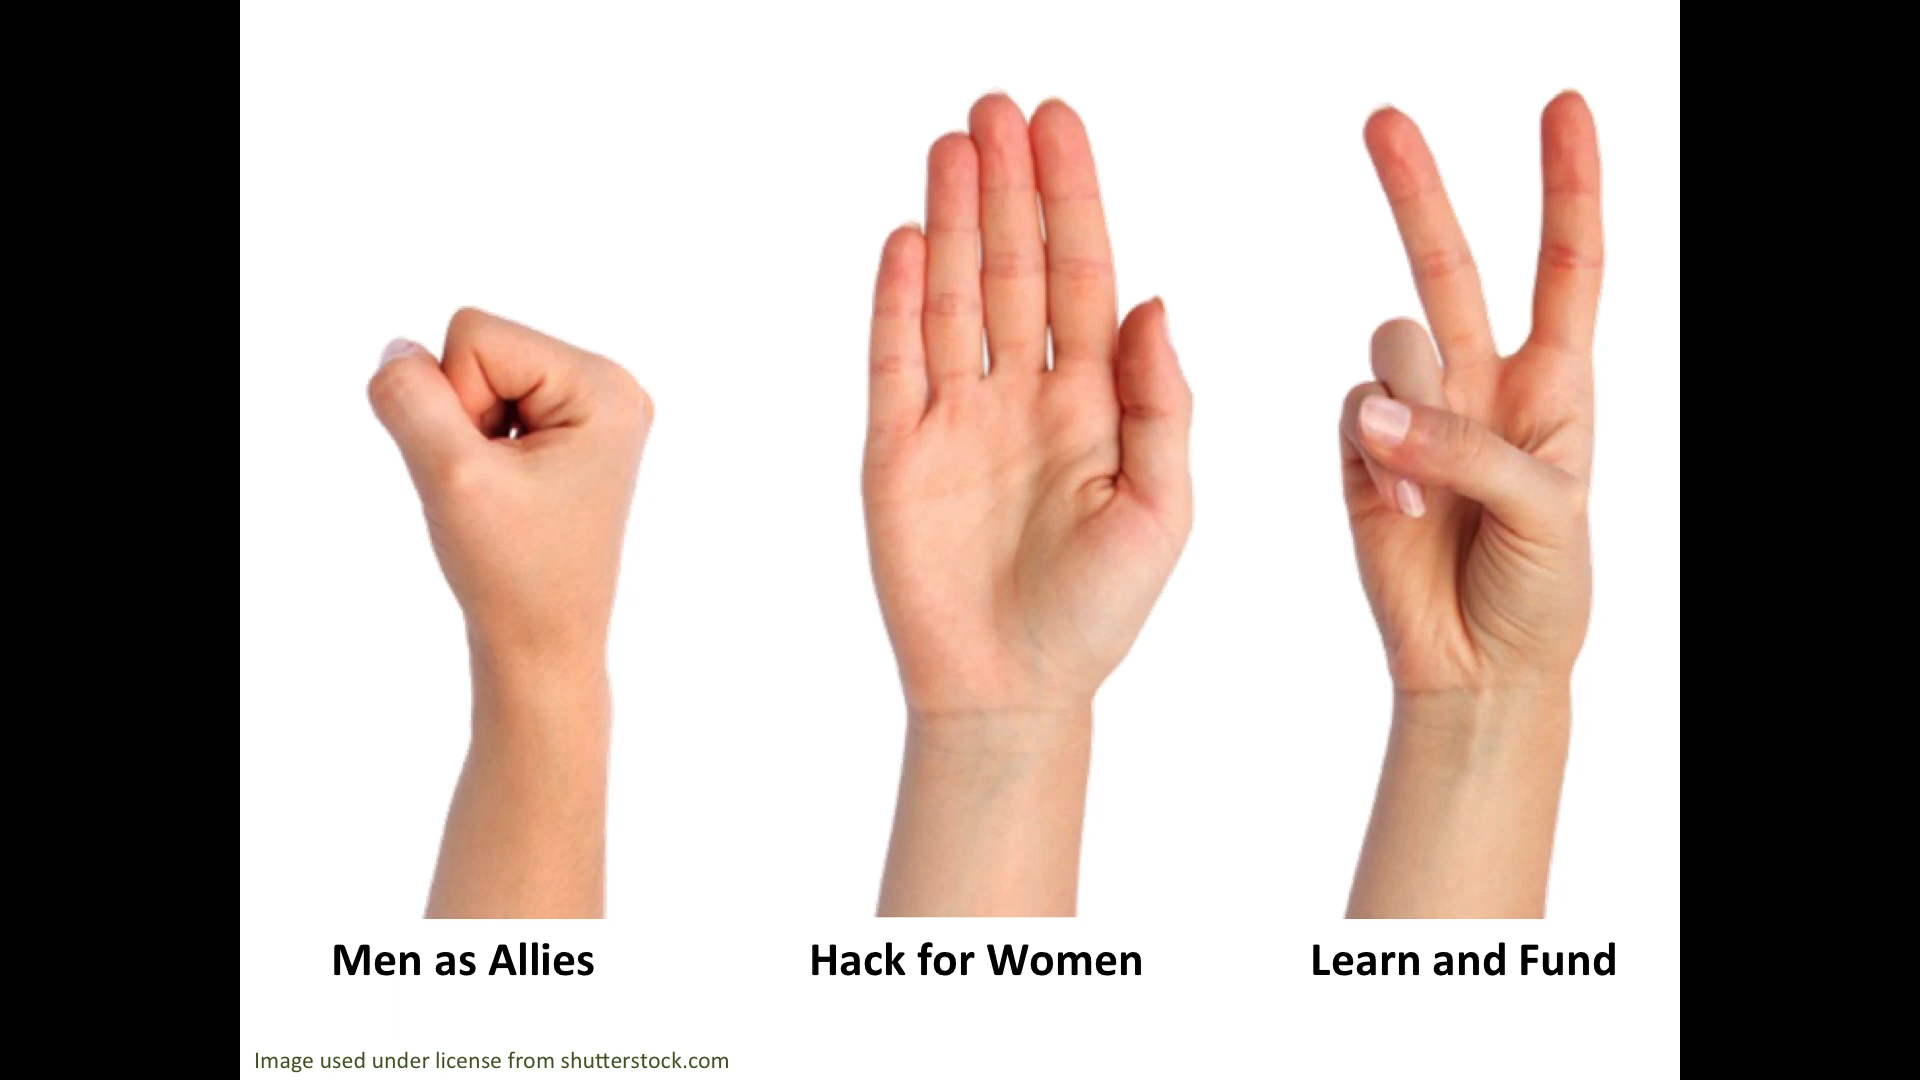 Men as Allies
Hack for Women
Learn and Fund
Image used under license from shutterstock.com